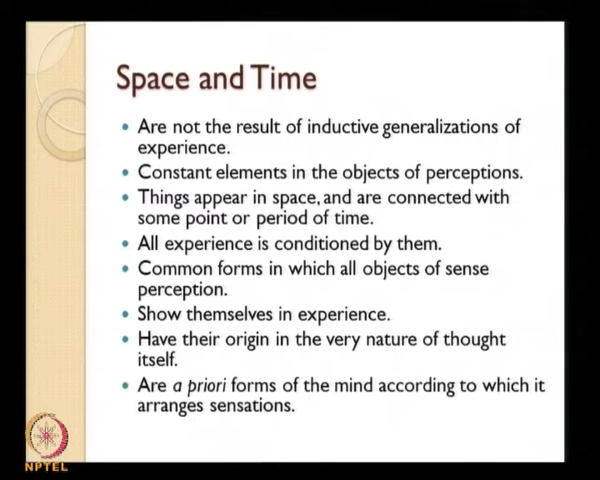 Space and Time
• Are not the result of inductive generalizations of
experience.
• Constant elements in the objects of perceptions.
• Things appear in space, and are connected with
some point or period of time.
• All experience is conditioned by them.
• Common forms in which all objects of sense
perception.
• Show themselves in experience.
• Have their origin in the very nature of thought
itself.
• Are a priori forms of the mind according to which it
arranges sensations.
NPTEL